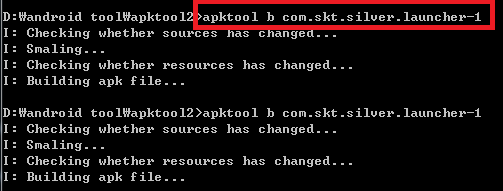 D:₩android tool₩apktool2>apktool b com.skt.silver.launcher-1
I: Checking whether sources has changed...
I: Smaling...
I: Checking whether resources has changed...
I: Building apk file...
D:₩android tool₩apktool2>apktool b com.skt.silver.launcher-1
I: Checking whether sources has changed...
I: Smaling...
I: Checking whether resources has changed...
I: Building apk file...